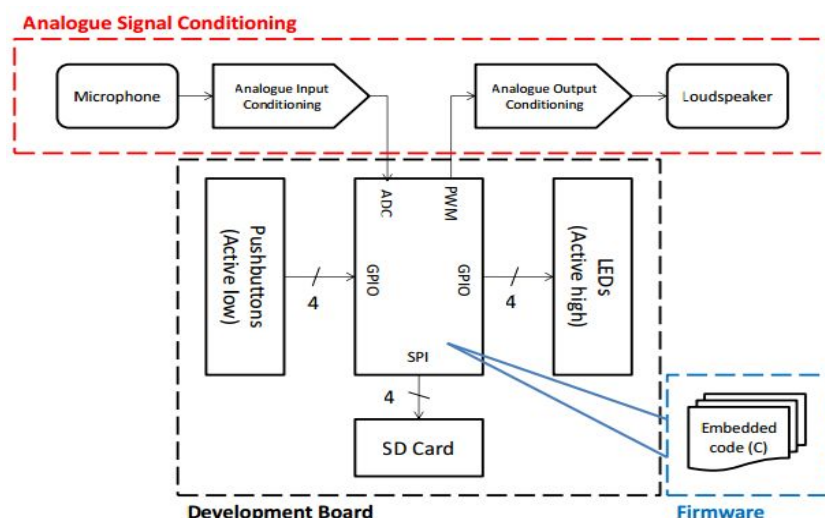 Analogue Signal Conditioning
Microphone
Analogue Input
Conditioning
Analogue Output
Conditioning
Loudspeaker
ADC
PWM
Pushbuttons
(Active low)
4
GPIO
GPIO
4
LEDs
(Active high)
SPI
4
SD Card
Embedded
code (C)
Development Board
Firmware